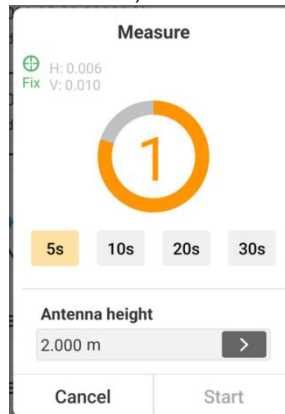 Measure
H: 0.006
Fix V: 0.010
1
5s 10s 20s 30s
Antenna height
2.000 m >
Cancel Start